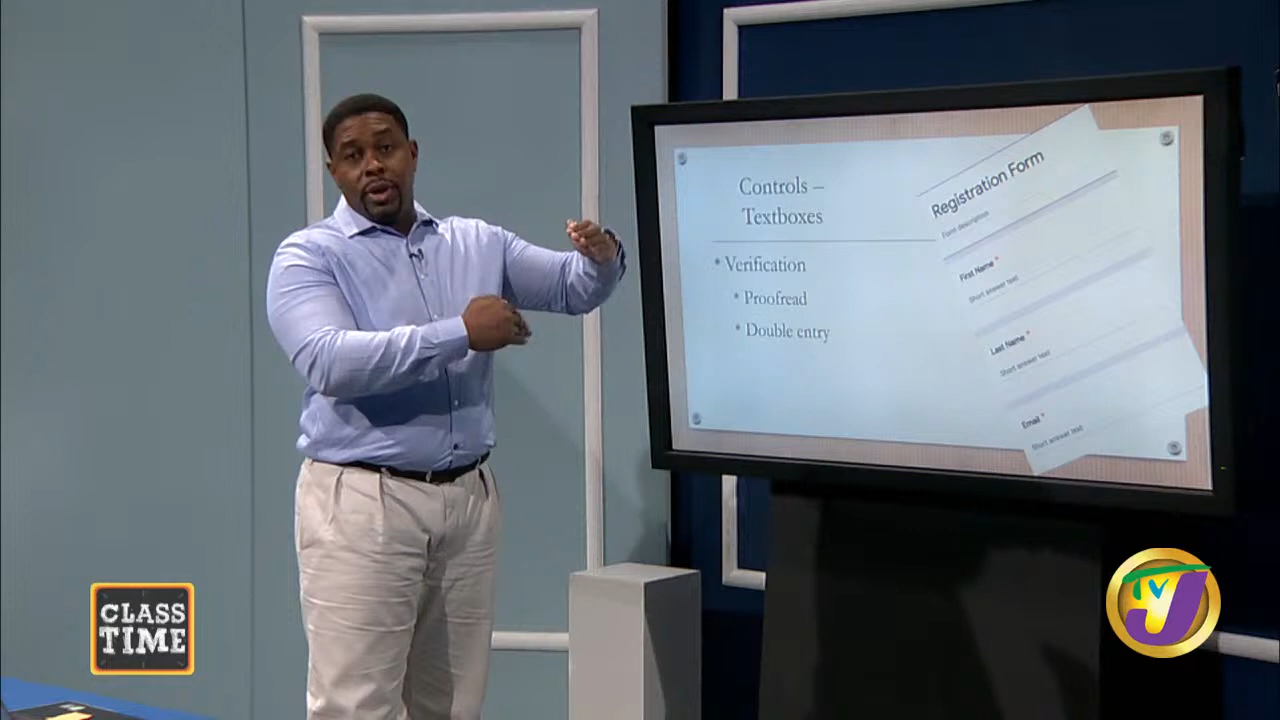 Controls –
Textboxes
* Verification
* Proofread
* Double entry
Registration Form
Form description
First Name *
Short answer text
Last Name *
Short answer text
Email *
Short answer text
CLASS
TIME
TVJ